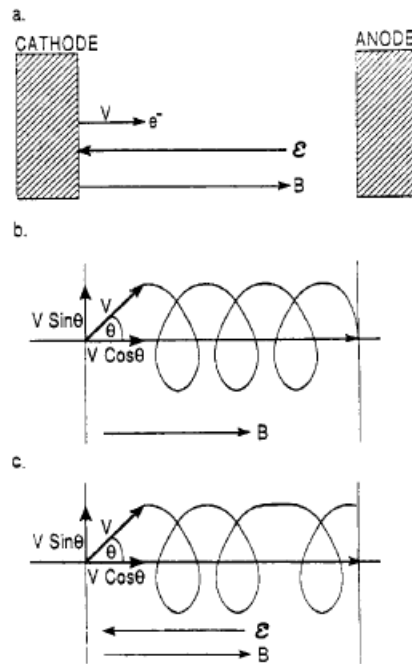 a.
CATHODE
ANODE
V
e⁻
ℰ
B
b.
V Sinθ
V
θ
V Cosθ
B
c.
V Sinθ
V
θ
V Cosθ
ℰ
B